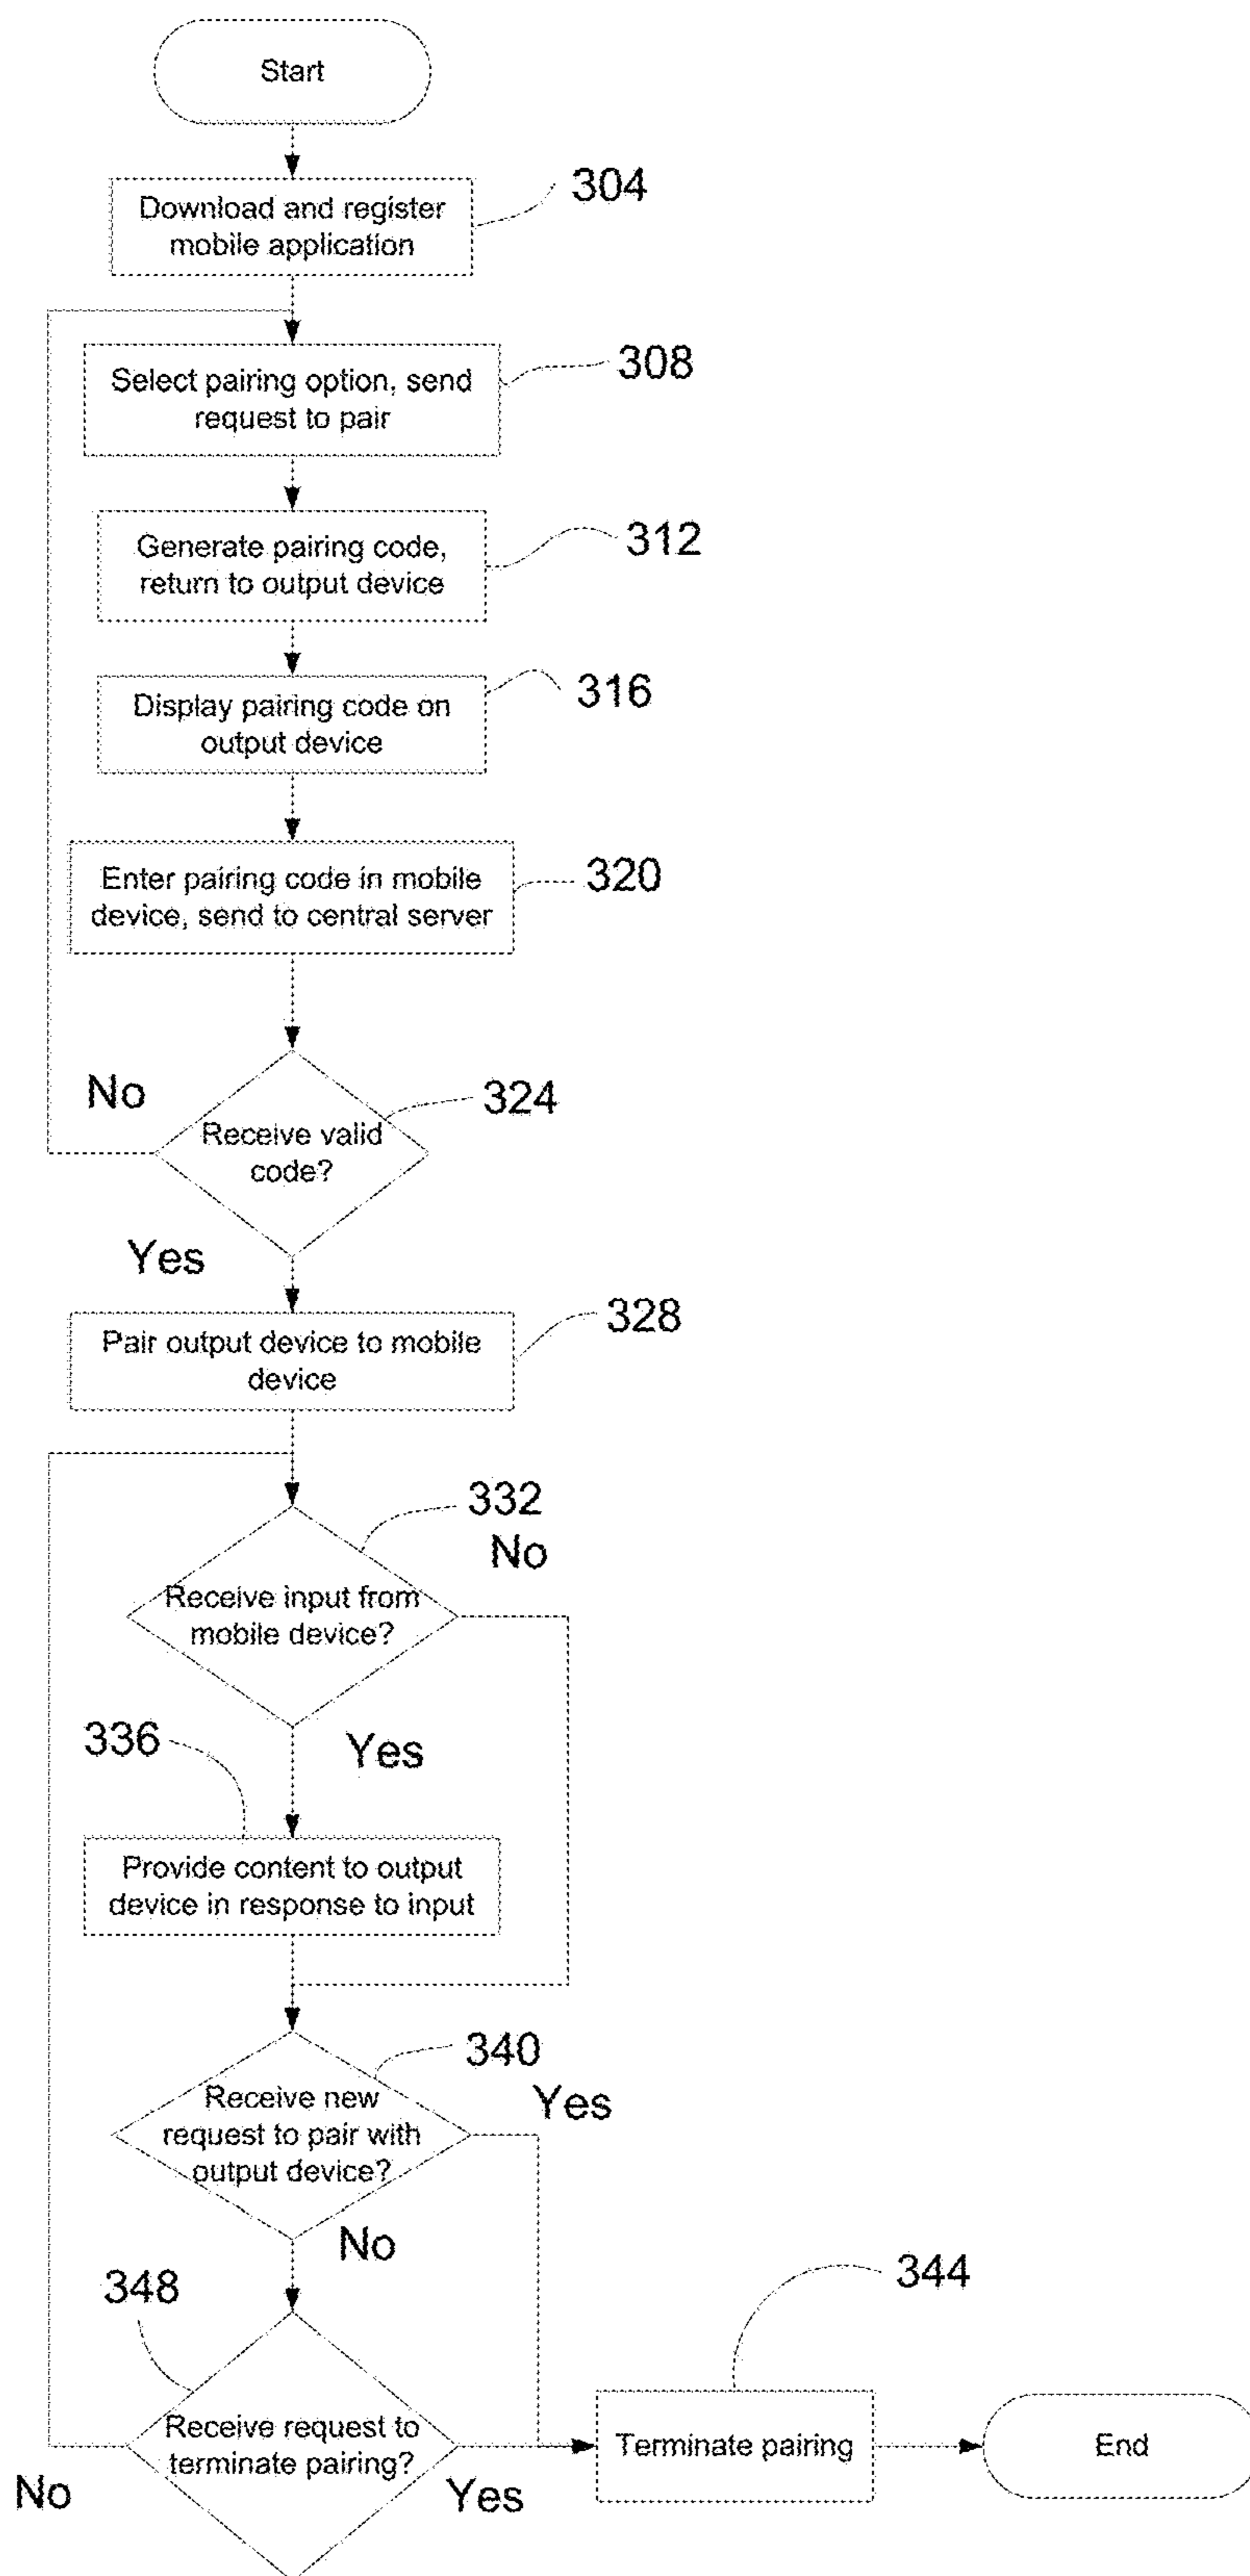 Start
Download and register
mobile application
304
Select pairing option, send
request to pair
308
Generate pairing code,
return to output device
312
Display pairing code on
output device
316
Enter pairing code in mobile
device, send to central server
320
No
324
Receive valid
code?
Yes
328
Pair output device to mobile
device
332
No
Receive input from
mobile device?
336
Yes
Provide content to output
device in response to input
340
Yes
Receive new
request to pair with
output device?
No
348
344
Receive request to
terminate pairing?
No
Yes
Terminate pairing
End